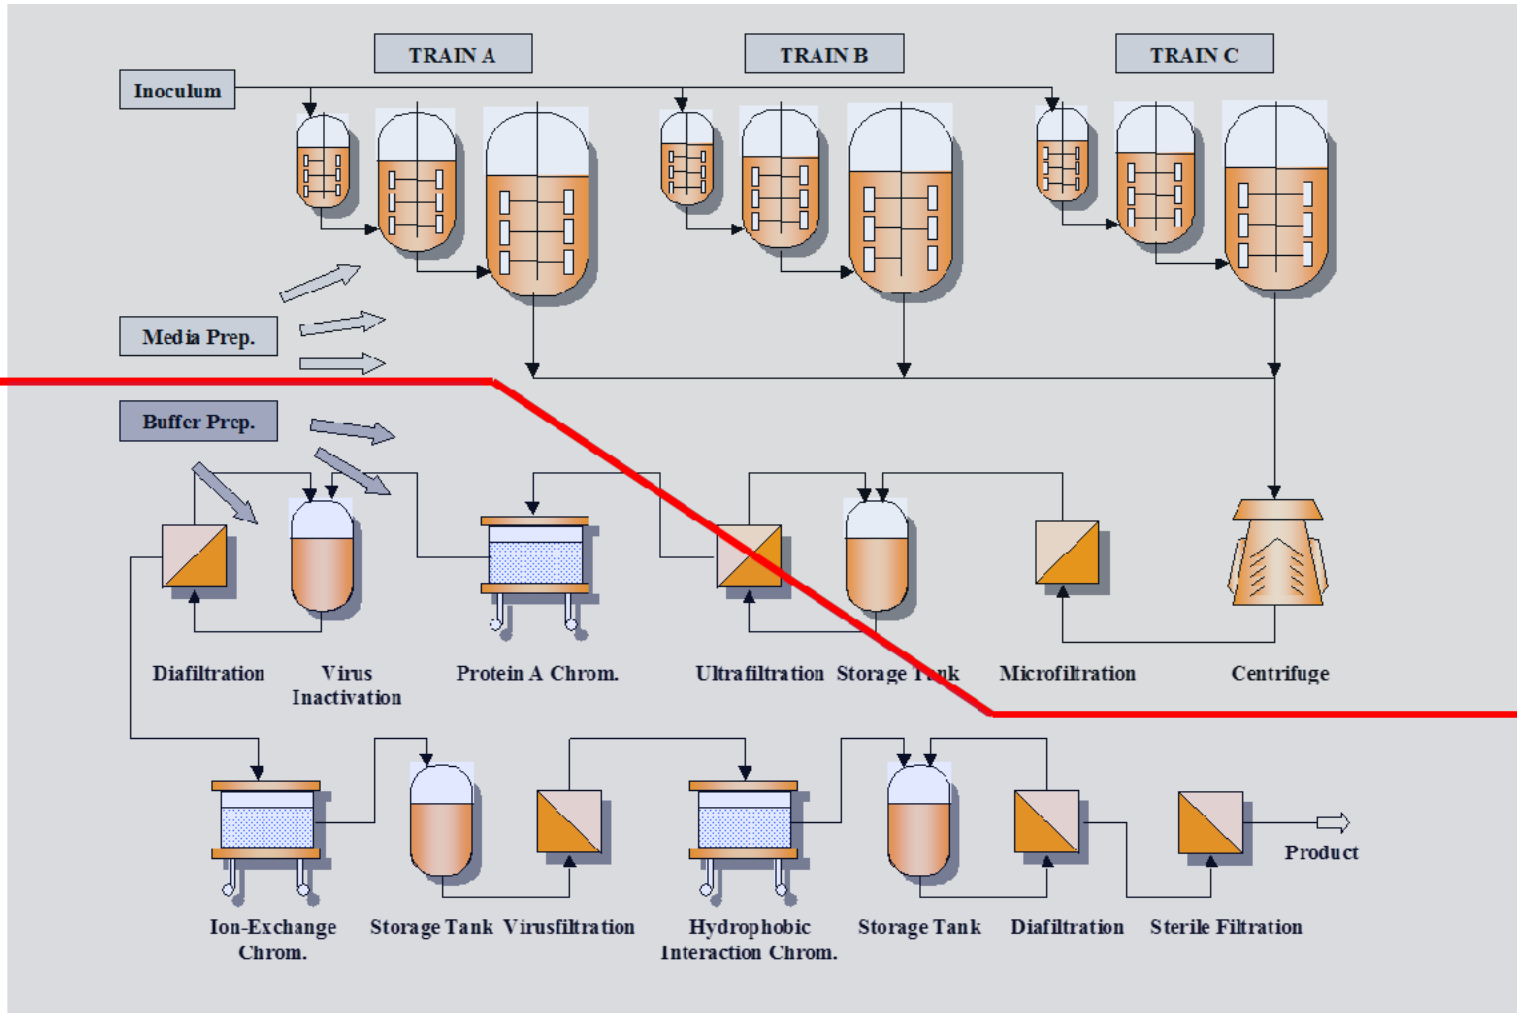 TRAIN A
TRAIN B
TRAIN C
Inoculum
Media Prep.
Buffer Prep.
Diafiltration
Virus
Inactivation
Protein A Chrom.
Ultrafiltration
Storage Tank
Microfiltration
Centrifuge
Ion-Exchange
Chrom.
Storage Tank
Virusfiltration
Hydrophobic
Interaction Chrom.
Storage Tank
Diafiltration
Sterile Filtration
Product